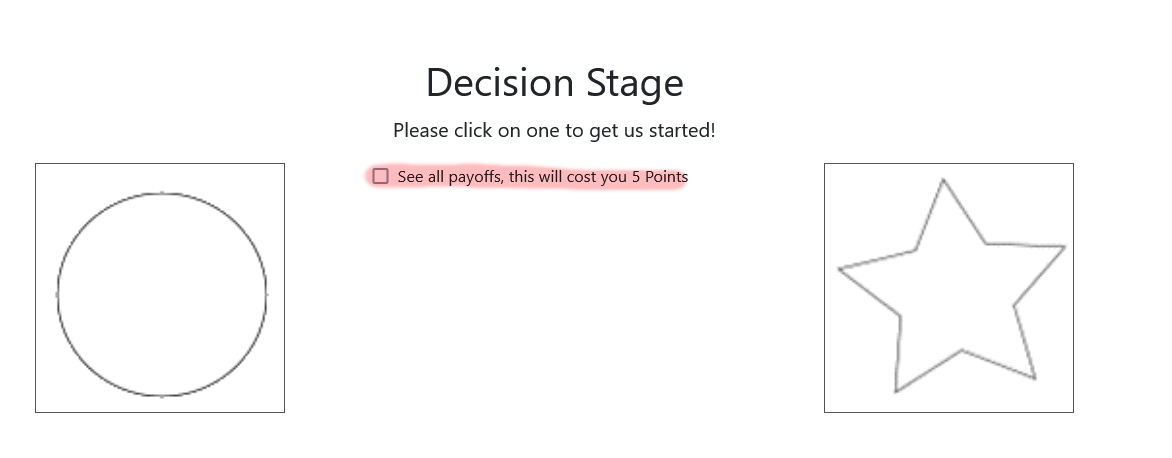 Decision Stage
Please click on one to get us started!
See all payoffs, this will cost you 5 Points